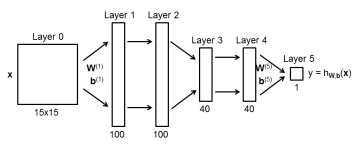 Layer 0
Layer 1
Layer 2
Layer 3
Layer 4
Layer 5
x
W(1)
b(1)
W(5)
b(5)
y = hW,b(x)
15x15
100
100
40
40
1